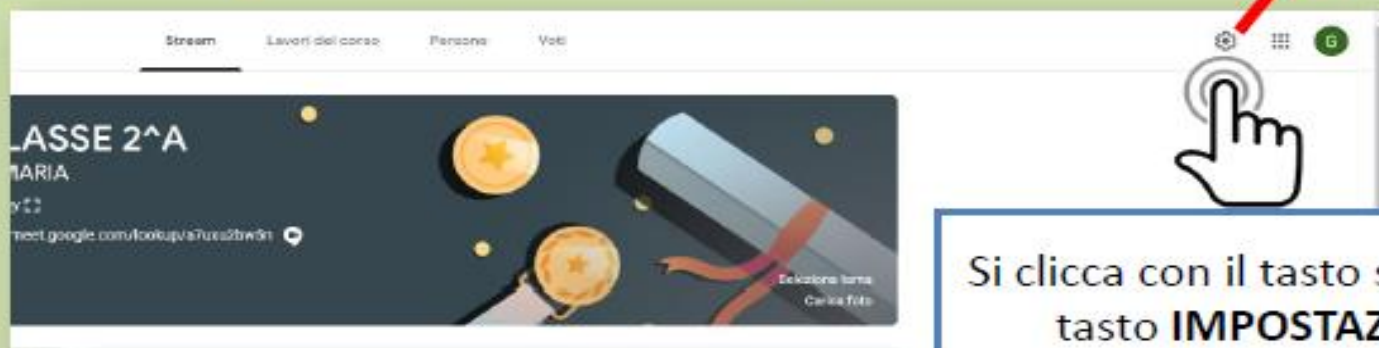 Stream Lavori del corso Persone Voti G
LASSE 2^A
MARIA
Seleziona tema
Carica foto
Si clicca con il tasto s
tasto IMPOSTAZ